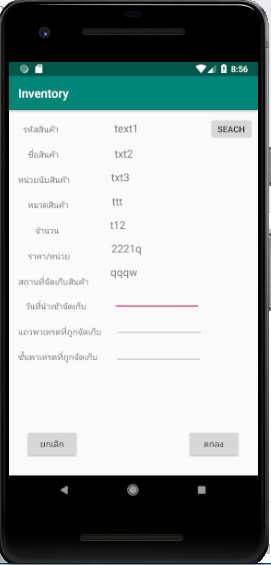 8:56
Inventory
รหัสสินค้า text1 SEACH
ชื่อสินค้า txt2
หน่วยนับสินค้า txt3
หมวดสินค้า ttt
จำนวน t12
ราคา/หน่วย 2221q
สถานที่จัดเก็บสินค้า qqqw
วันที่นำเข้าจัดเก็บ
แถวพาเหรดที่ถูกจัดเก็บ
ชั้นพาเหรดที่ถูกจัดเก็บ
ยกเลิก ตกลง